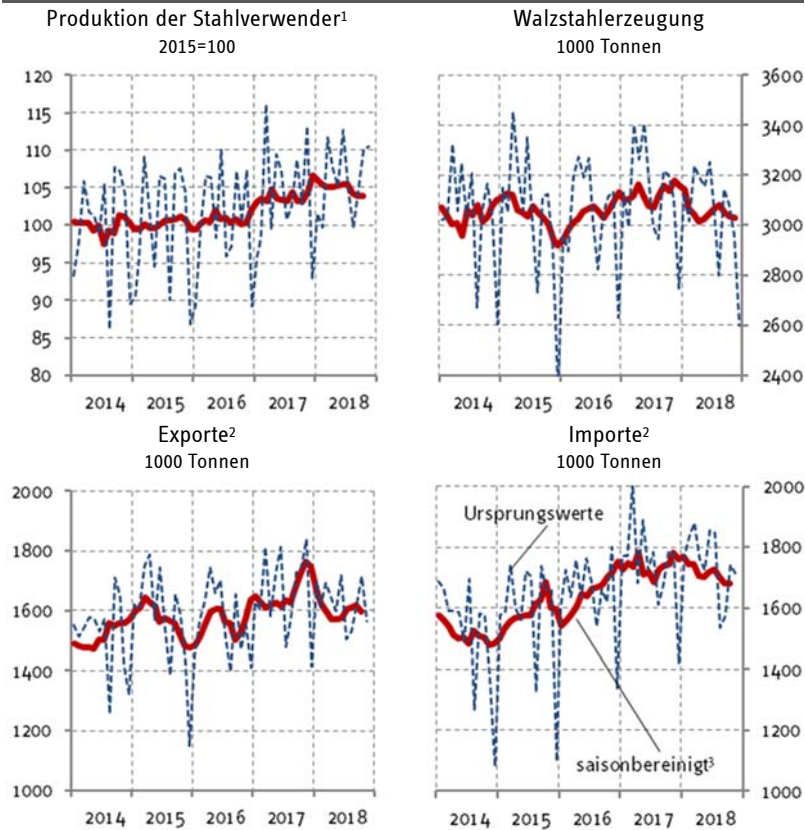 Produktion der Stahlverwender¹
2015=100
120
115
110
105
100
95
90
85
80
2014 2015 2016 2017 2018
Walzstahlerzeugung
1000 Tonnen
3600
3400
3200
3000
2800
2600
2400
2014 2015 2016 2017 2018
Exporte²
1000 Tonnen
2000
1800
1600
1400
1200
1000
2014 2015 2016 2017 2018
Importe²
1000 Tonnen
Ursprungswerte
saisonbereinigt³
2000
1800
1600
1400
1200
1000
2014 2015 2016 2017 2018